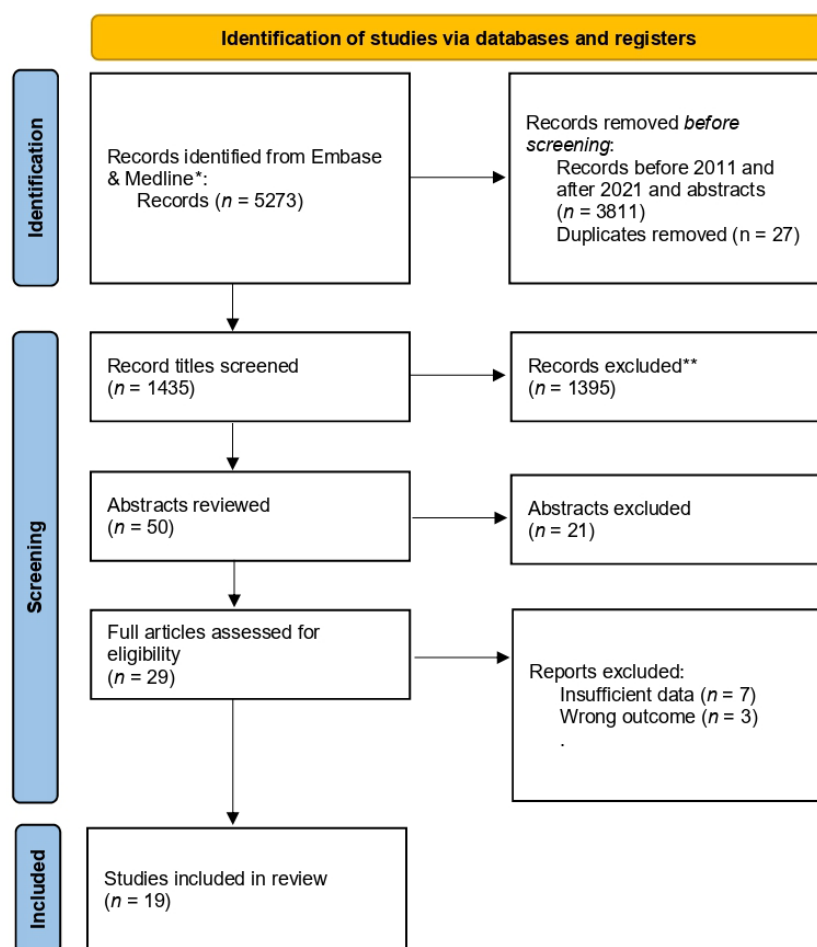 Identification of studies via databases and registers
Identification
Records identified from Embase
& Medline*:
Records (n = 5273)
Records removed before
screening:
Records before 2011 and
after 2021 and abstracts
(n = 3811)
Duplicates removed (n = 27)
Screening
Record titles screened
(n = 1435)
Records excluded**
(n = 1395)
Abstracts reviewed
(n = 50)
Abstracts excluded
(n = 21)
Full articles assessed for
eligibility
(n = 29)
Reports excluded:
Insufficient data (n = 7)
Wrong outcome (n = 3)
.
Included
Studies included in review
(n = 19)